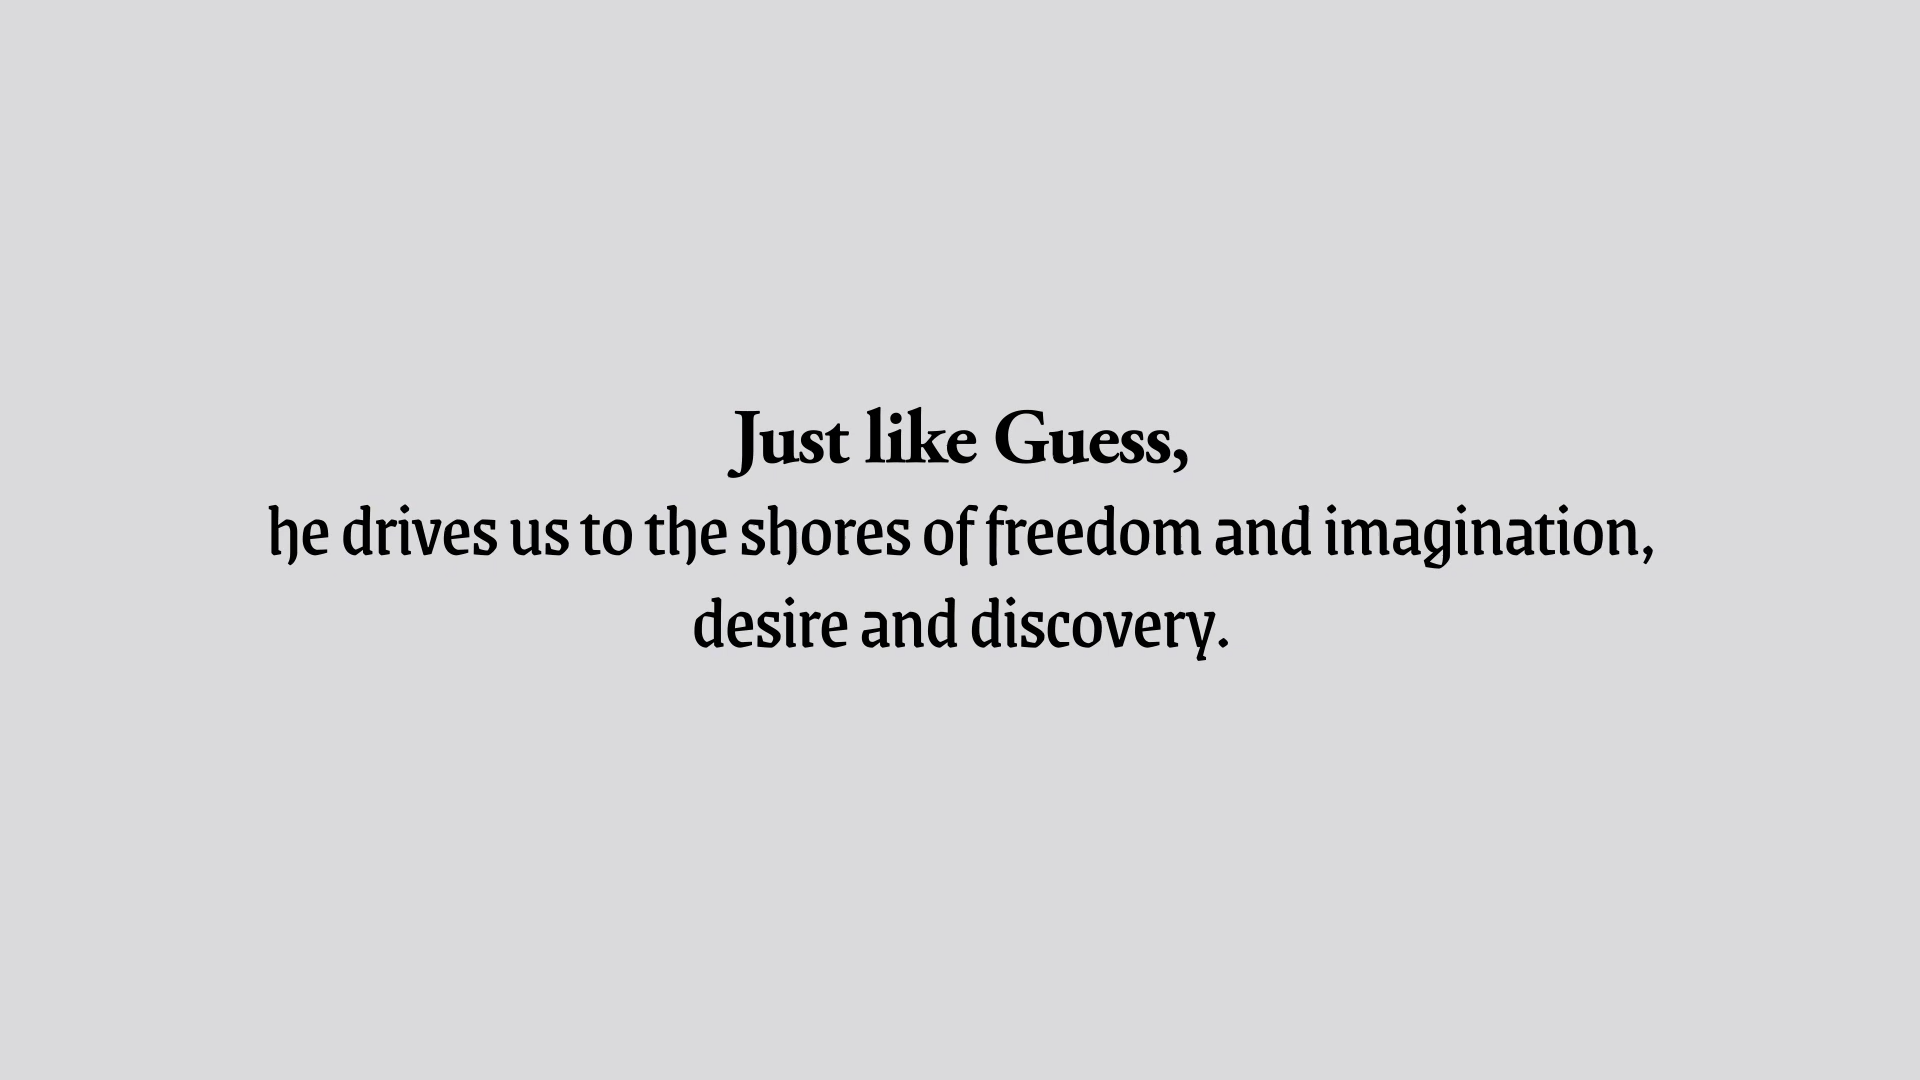 Just like Guess,
he drives us to the shores of freedom and imagination,
desire and discovery.